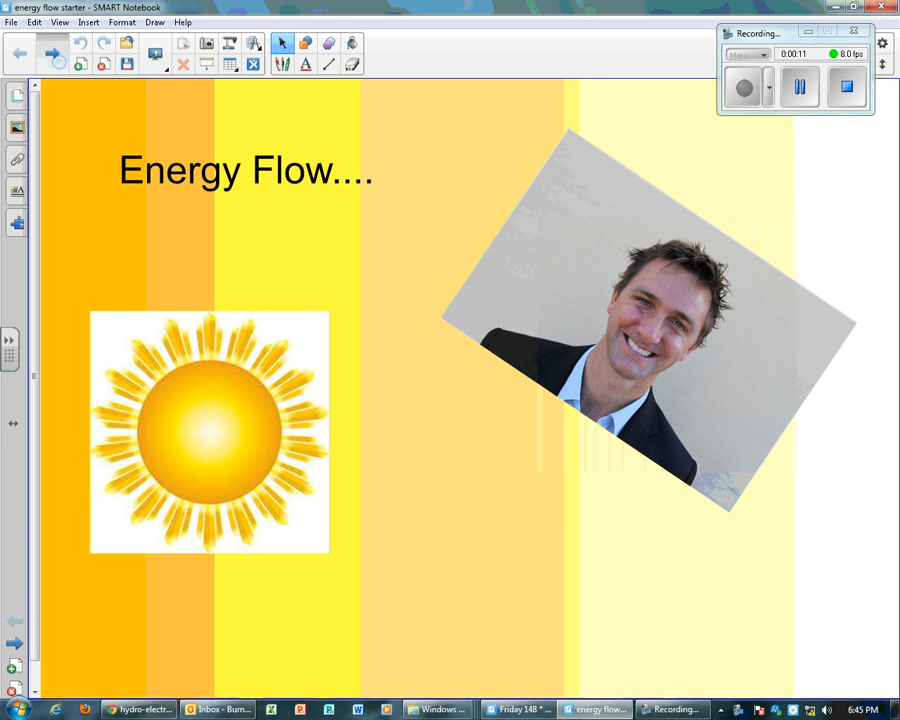 energy flow starter - SMART Notebook
File Edit View Insert Format Draw Help
Recording...
Menu
0:00:11 8.0 fps
Energy Flow....
hydro-electr...
Inbox - Burn...
Windows ...
Friday 148 * ...
energy flow...
Recording...
6:45 PM